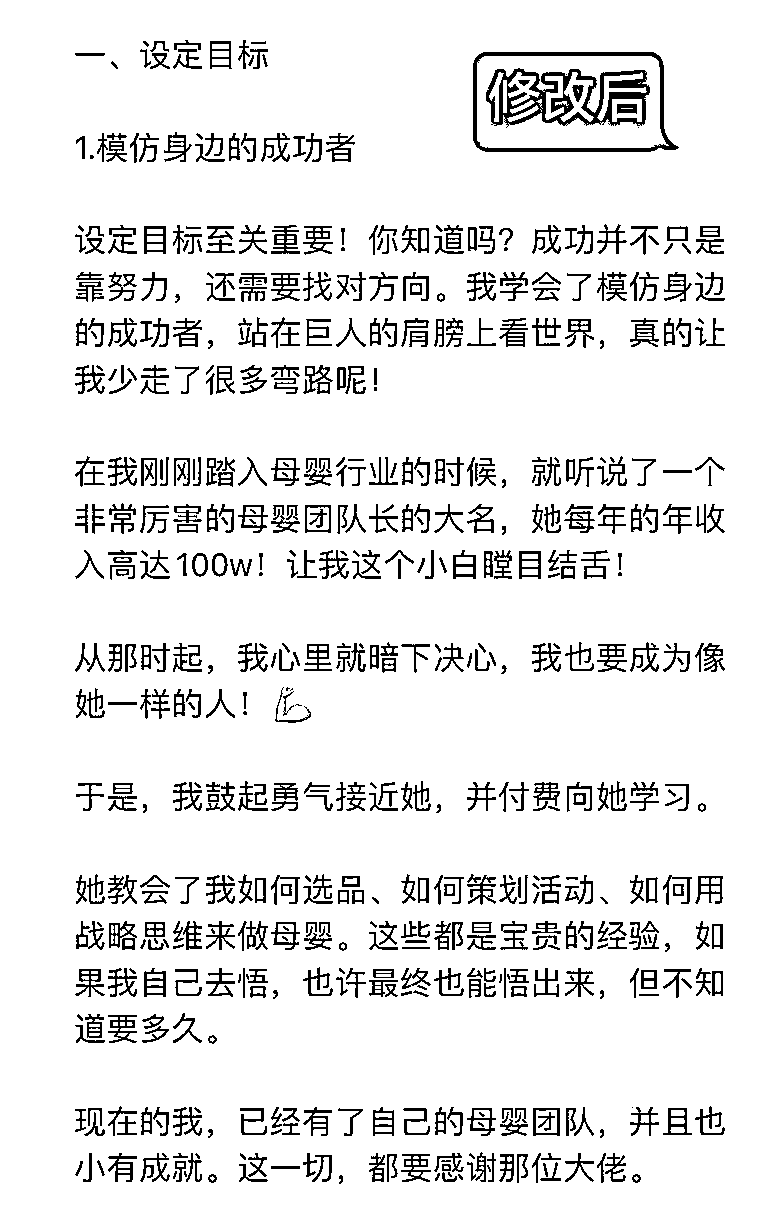 一、设定目标
修改后
1.模仿身边的成功者
设定目标至关重要！你知道吗？成功并不只是
靠努力，还需要找对方向。我学会了模仿身边
的成功者，站在巨人的肩膀上看世界，真的让
我少走了很多弯路呢！
在我刚刚踏入母婴行业的时候，就听说了一个
非常厉害的母婴团队长的大名，她每年的年收
入高达100w！让我这个小白瞠目结舌！
从那时起，我心里就暗下决心，我也要成为像
她一样的人！💪
于是，我鼓起勇气接近她，并付费向她学习。
她教会了我如何选品、如何策划活动、如何用
战略思维来做母婴。这些都是宝贵的经验，如
果我自己去悟，也许最终也能悟出来，但不知
道要多久。
现在的我，已经有了自己的母婴团队，并且也
小有成就。这一切，都要感谢那位大佬。